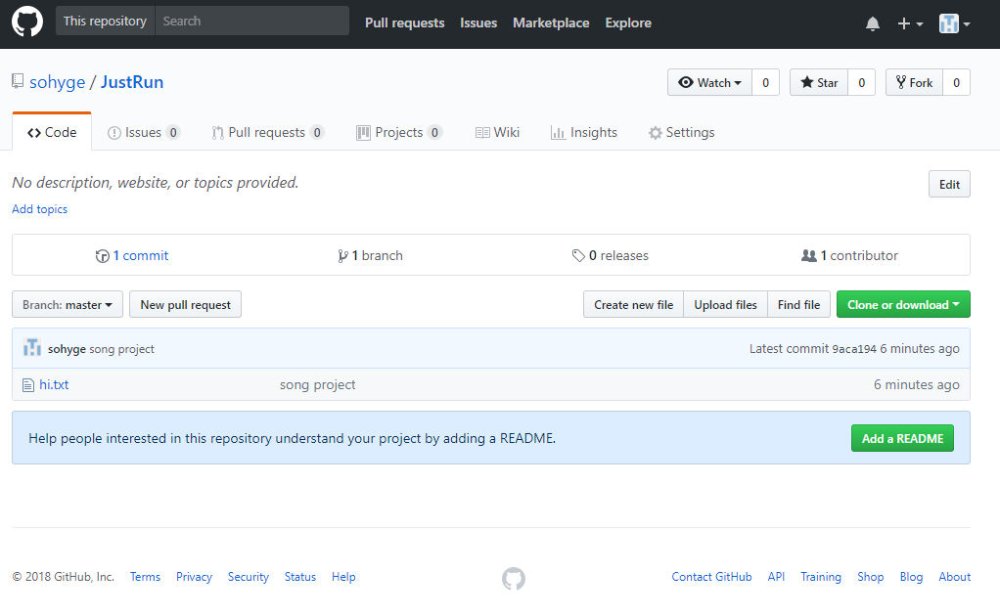 This repository Search Pull requests Issues Marketplace Explore
sohyge / JustRun Watch 0 Star 0 Fork 0
Code Issues 0 Pull requests 0 Projects 0 Wiki Insights Settings
No description, website, or topics provided. Edit
Add topics
1 commit 1 branch 0 releases 1 contributor
Branch: master New pull request Create new file Upload files Find file Clone or download
sohyge song project Latest commit 9aca194 6 minutes ago
hi.txt song project 6 minutes ago
Help people interested in this repository understand your project by adding a README. Add a README
© 2018 GitHub, Inc. Terms Privacy Security Status Help Contact GitHub API Training Shop Blog About